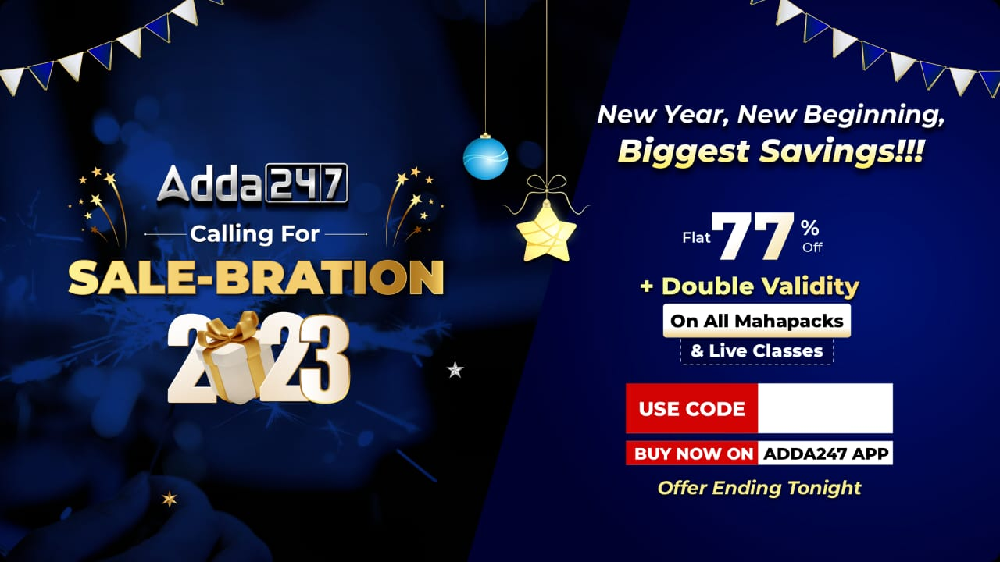 Adda247
Calling For
SALE-BRATION
2023
New Year, New Beginning,
Biggest Savings!!!
Flat 77 % Off
+ Double Validity
On All Mahapacks
& Live Classes
USE CODE
BUY NOW ON ADDA247 APP
Offer Ending Tonight